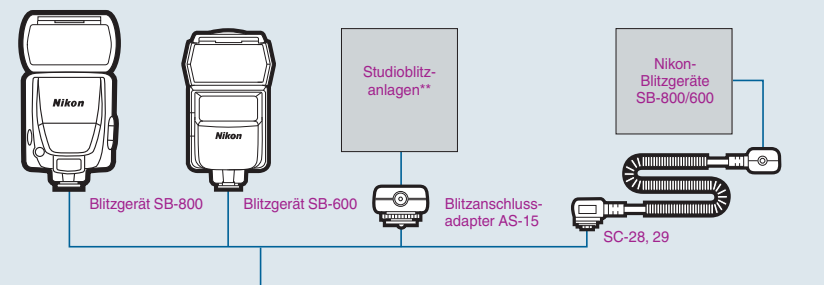 Nikon
Blitzgerät SB-800
Nikon
Blitzgerät SB-600
Studioblitz-
anlagen**
Blitzanschluss-
adapter AS-15
Nikon-
Blitzgeräte
SB-800/600
SC-28, 29